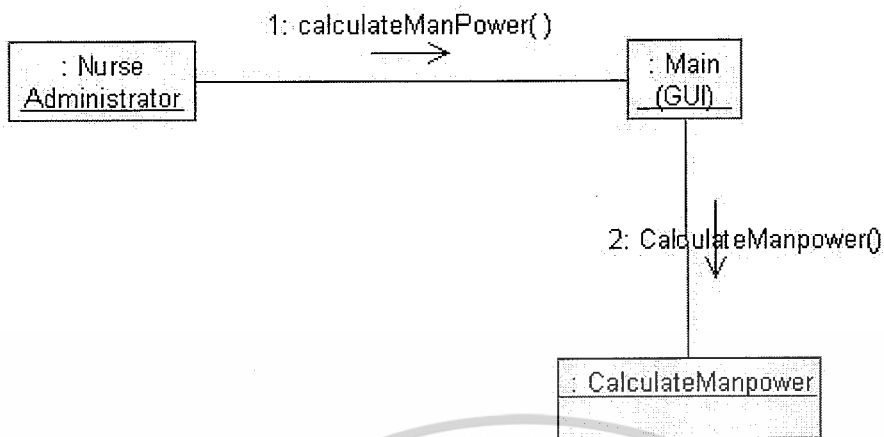 1: calculateManPower( )
: Nurse
Administrator
: Main
(GUI)
2: CalculateManpower()
: CalculateManpower